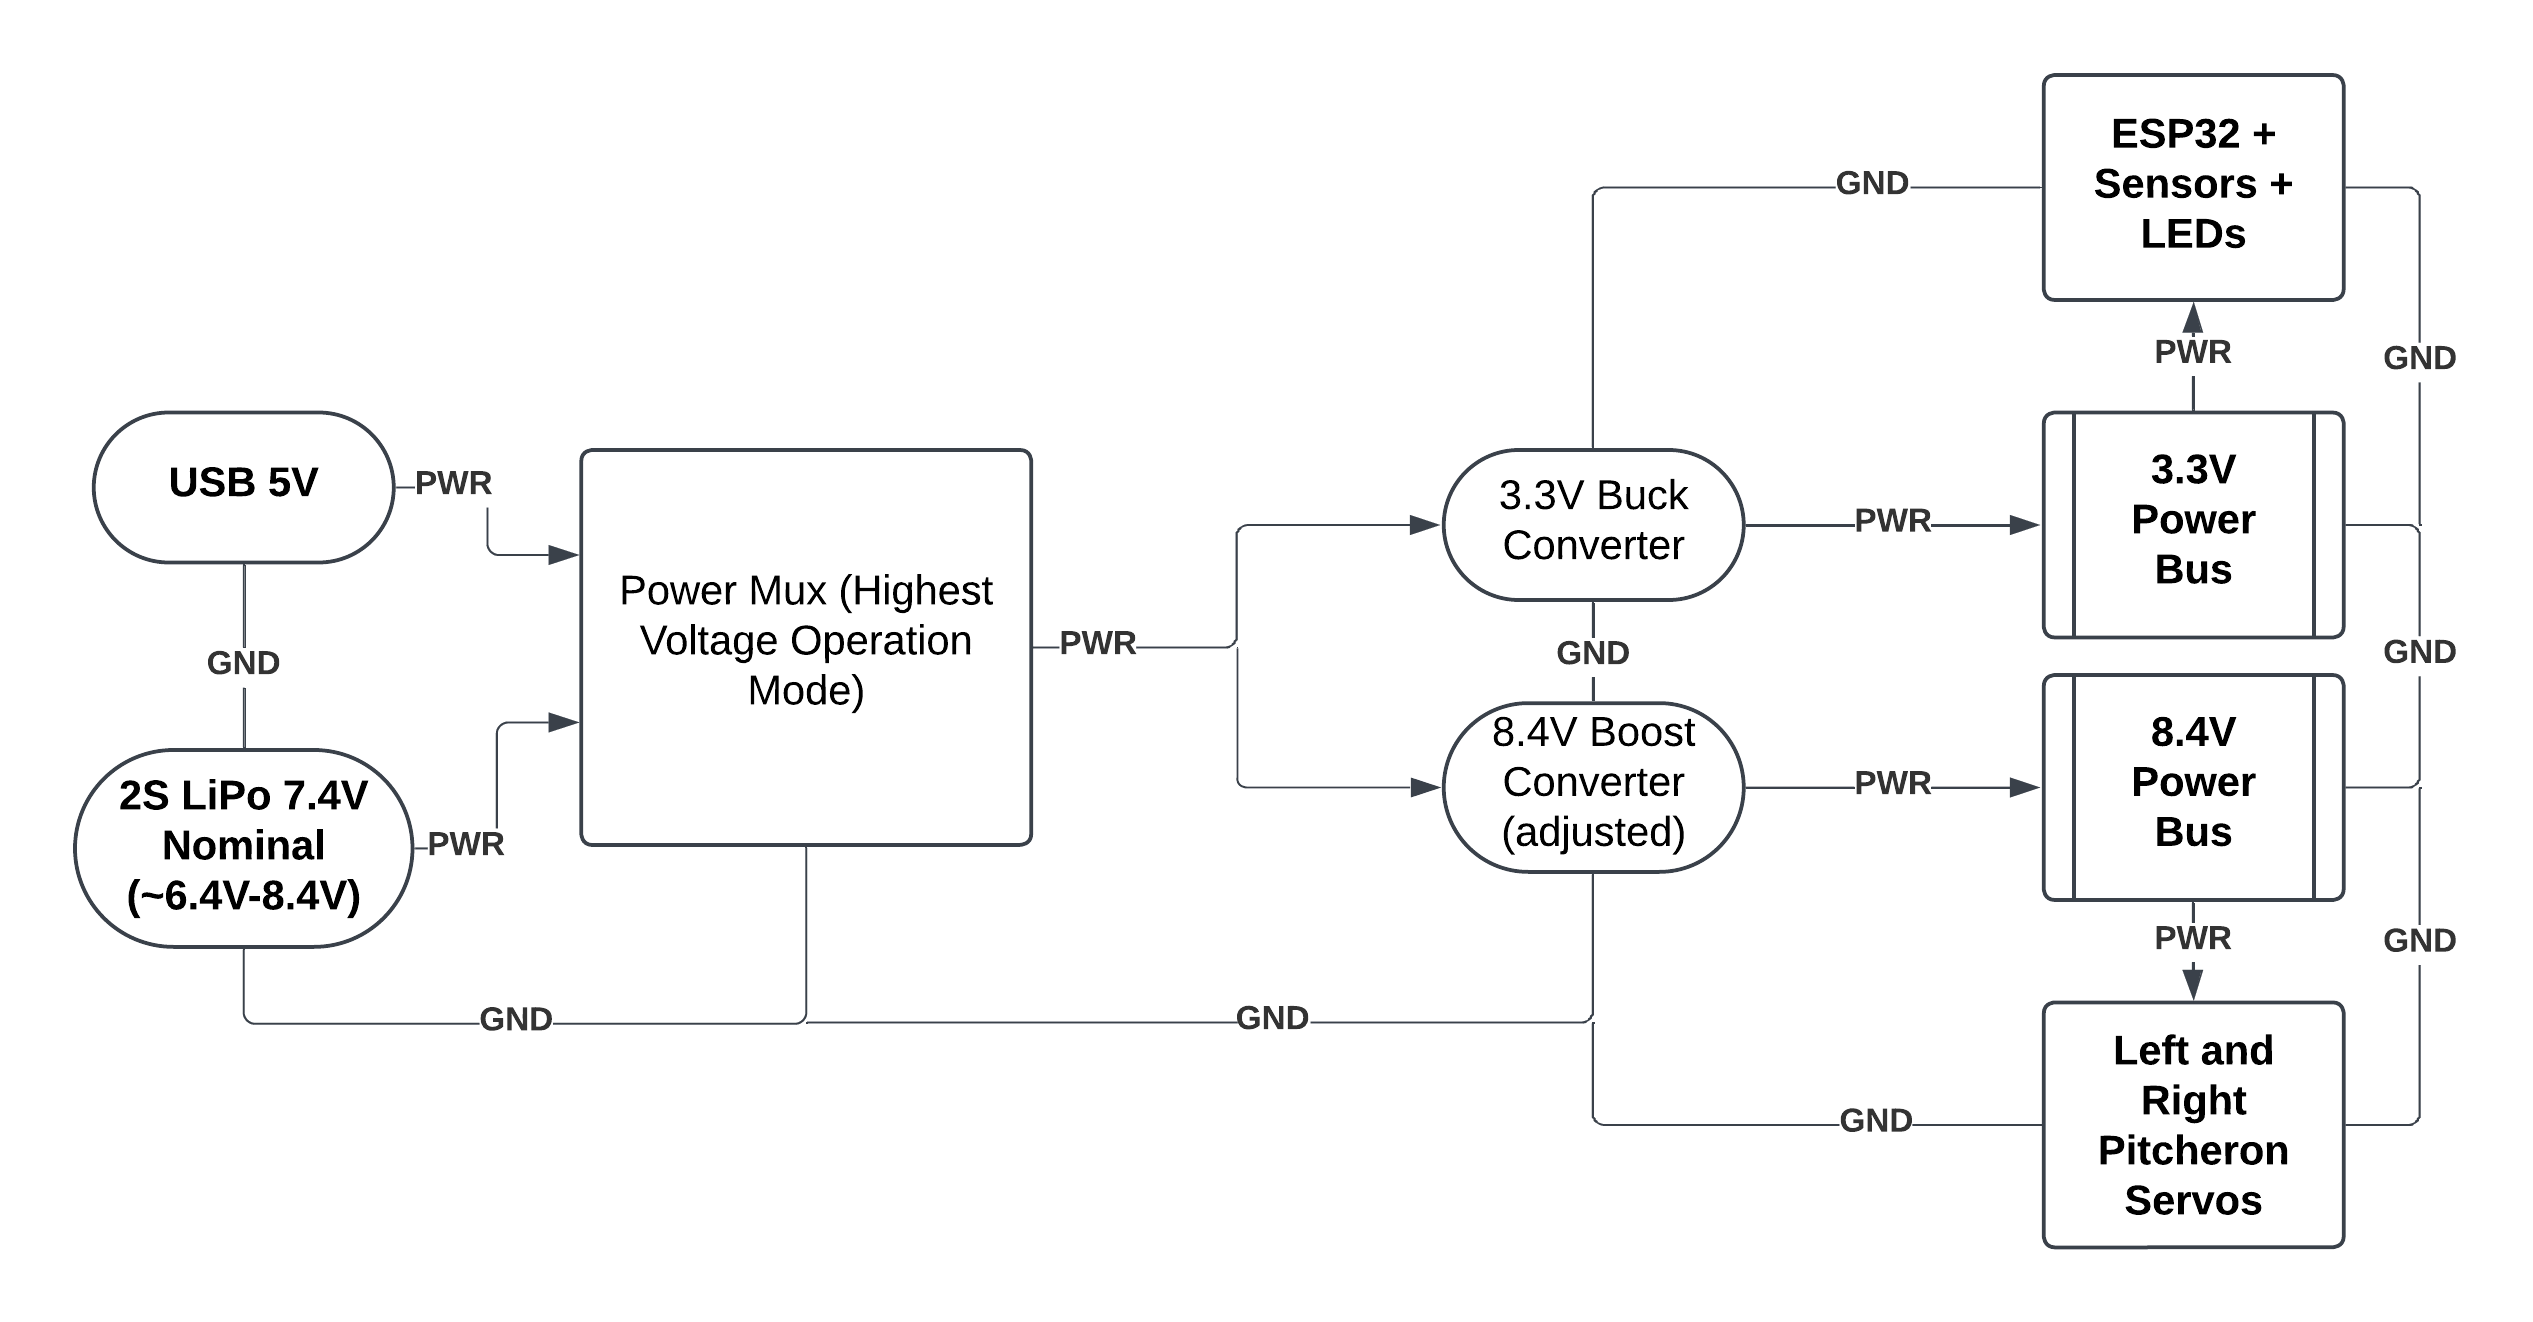 USB 5V
PWR
GND
2S LiPo 7.4V
Nominal
(~6.4V-8.4V)
PWR
GND
Power Mux (Highest
Voltage Operation
Mode)
PWR
GND
3.3V Buck
Converter
GND
8.4V Boost
Converter
(adjusted)
GND
PWR
PWR
GND
ESP32 +
Sensors +
LEDs
PWR
3.3V
Power
Bus
8.4V
Power
Bus
PWR
Left and
Right
Pitcheron
Servos
GND
GND
GND